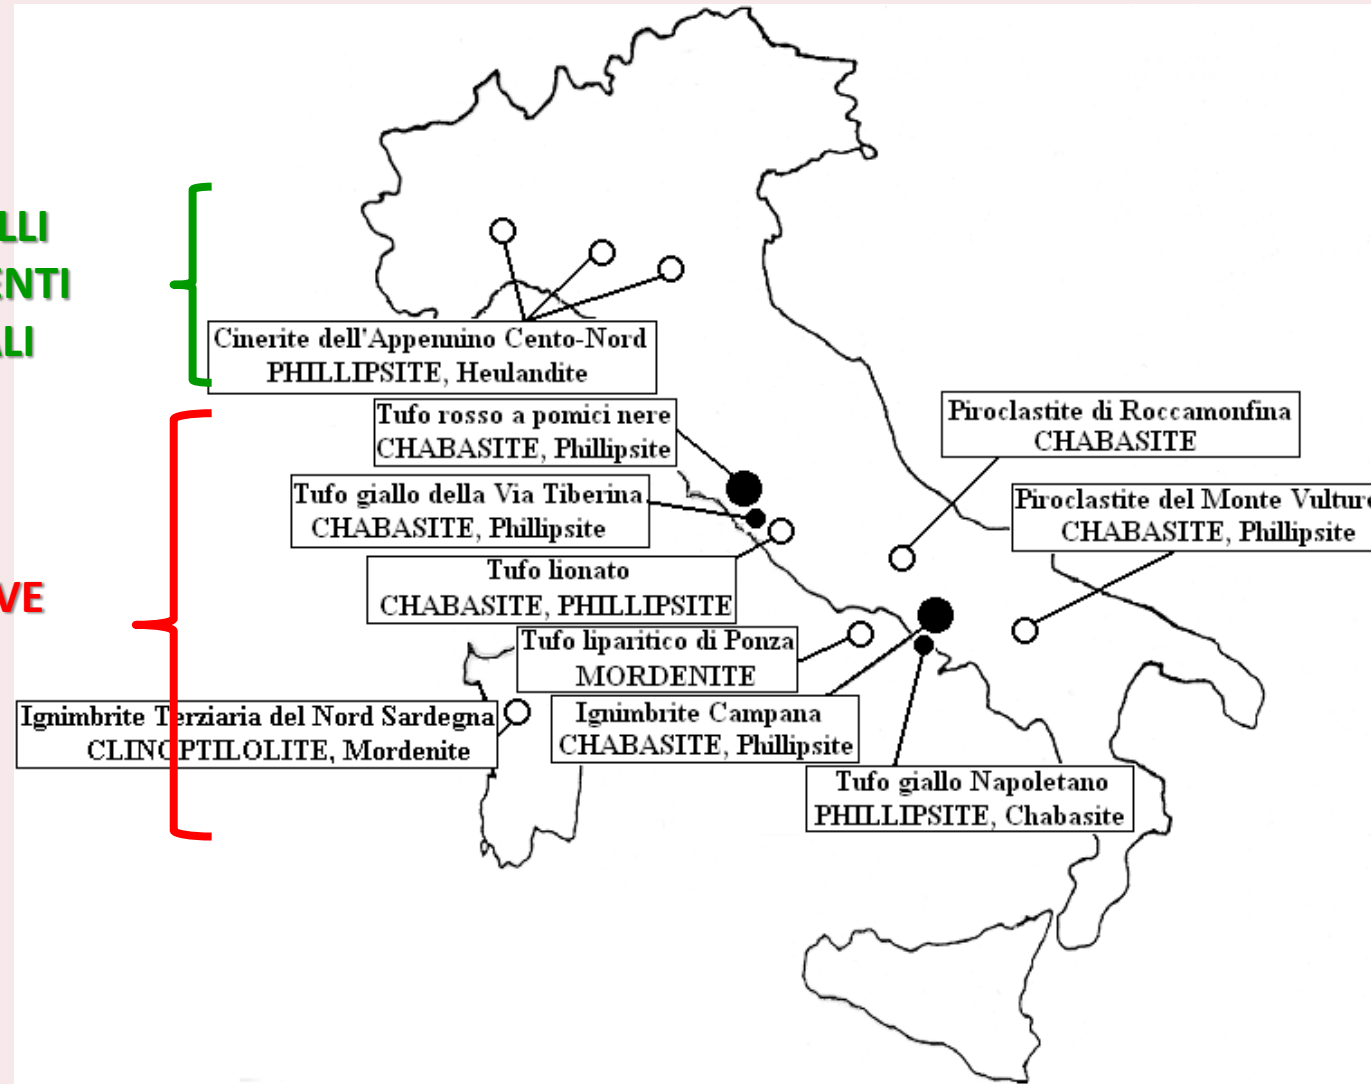 LLI
ENTI
ALI
Cinerite dell'Appennino Cento-Nord
PHILLIPSITE, Heulandite
Tufo rosso a pomici nere
CHABASITE, Phillipsite
Piroclastite di Roccamonfina
CHABASITE
Tufo giallo della Via Tiberina
CHABASITE, Phillipsite
Piroclastite del Monte Vulture
CHABASITE, Phillipsite
Tufo lionato
CHABASITE, PHILLIPSITE
VE
Tufo liparitico di Ponza
MORDENITE
Ignimbrite Terziaria del Nord Sardegna
CLINOPTILOLITE, Mordenite
Ignimbrite Campana
CHABASITE, Phillipsite
Tufo giallo Napoletano
PHILLIPSITE, Chabasite